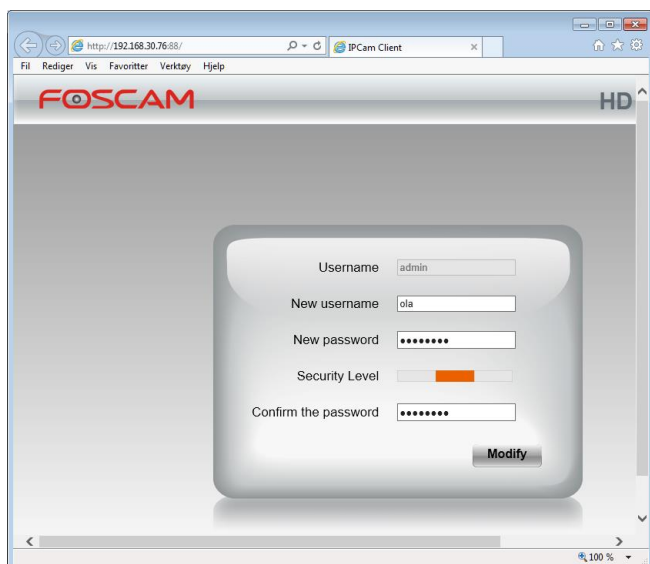 http://192.168.30.76:88/
IPCam Client
Fil Rediger Vis Favoritter Verktøy Hjelp
FOSCAM
HD
Username admin
New username ola
New password ●●●●●●●●
Security Level
Confirm the password ●●●●●●●●
Modify
100 %